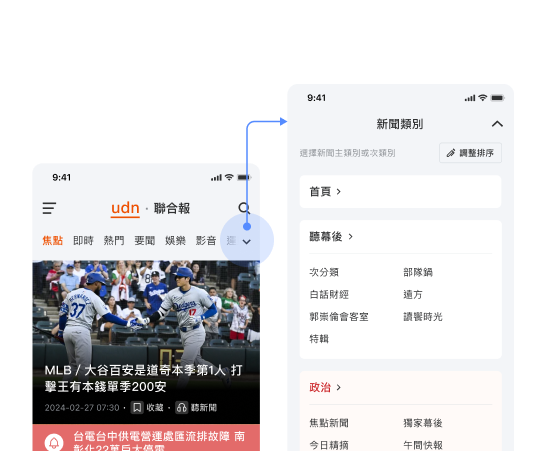 9:41
udn · 聯合報
焦點 即時 熱門 要聞 娛樂 影音
HERNANDEZ
37
17
MLB / 大谷百安是道奇本季第1人 打
擊王有本錢單季200安
2024-02-27 07:30 · 收藏 · 聽新聞
台電台中供電營運處匯流排故障 南
彰化22萬戶大停電
9:41
新聞類別
選擇新聞主類別或次類別
調整排序
首頁
聽幕後
次分類 部隊鍋
白話財經 遠方
郭崇倫會客室 讀饗時光
特輯
政治
焦點新聞 獨家幕後
今日精摘 午間快報